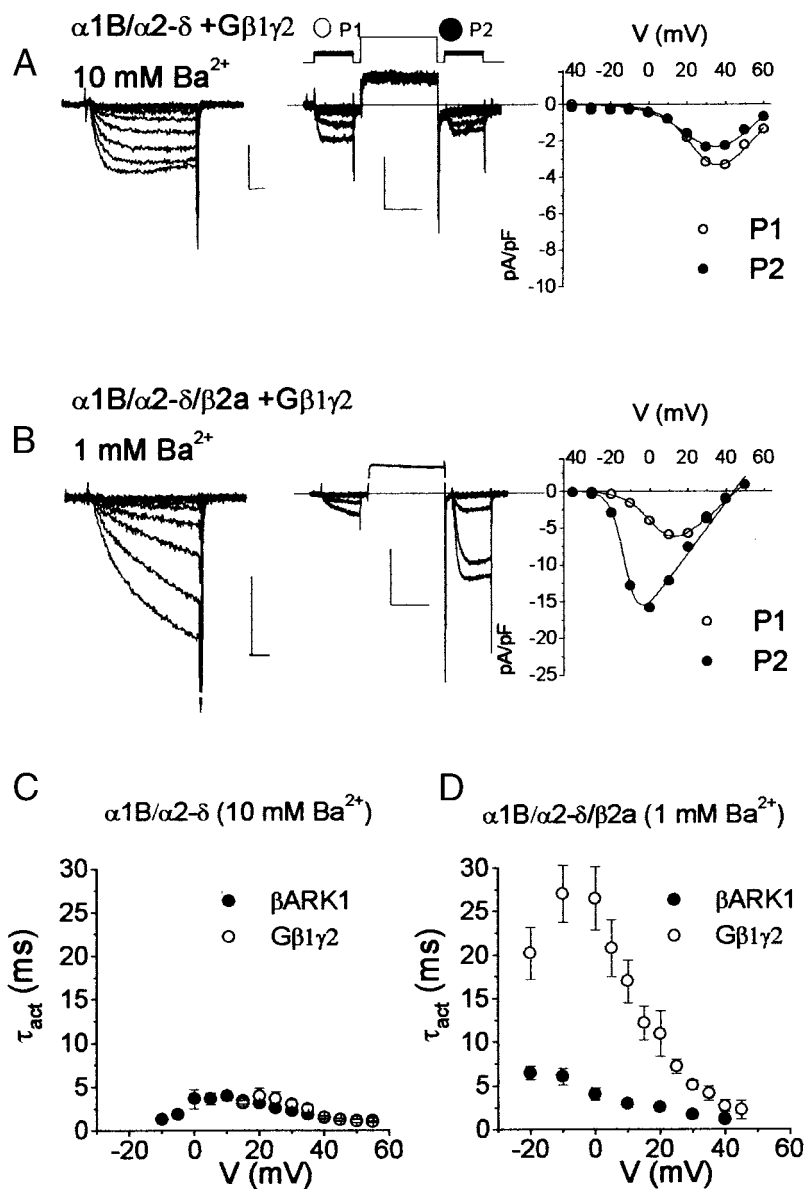 α1B/α2-δ +Gβ1γ2
P1
P2
A
10 mM Ba2+
V (mV)
-40 -20 0 20 40 60
0
-2
-4
-6
-8
-10
pA/pF
P1
P2
α1B/α2-δ/β2a +Gβ1γ2
B
1 mM Ba2+
V (mV)
-40 -20 0 20 40 60
0
-5
-10
-15
-20
-25
pA/pF
P1
P2
C
α1B/α2-δ (10 mM Ba2+)
30
25
20
15
10
5
0
τact (ms)
βARK1
Gβ1γ2
-20 0 20 40 60
V (mV)
D
α1B/α2-δ/β2a (1 mM Ba2+)
30
25
20
15
10
5
0
τact (ms)
βARK1
Gβ1γ2
-20 0 20 40 60
V (mV)